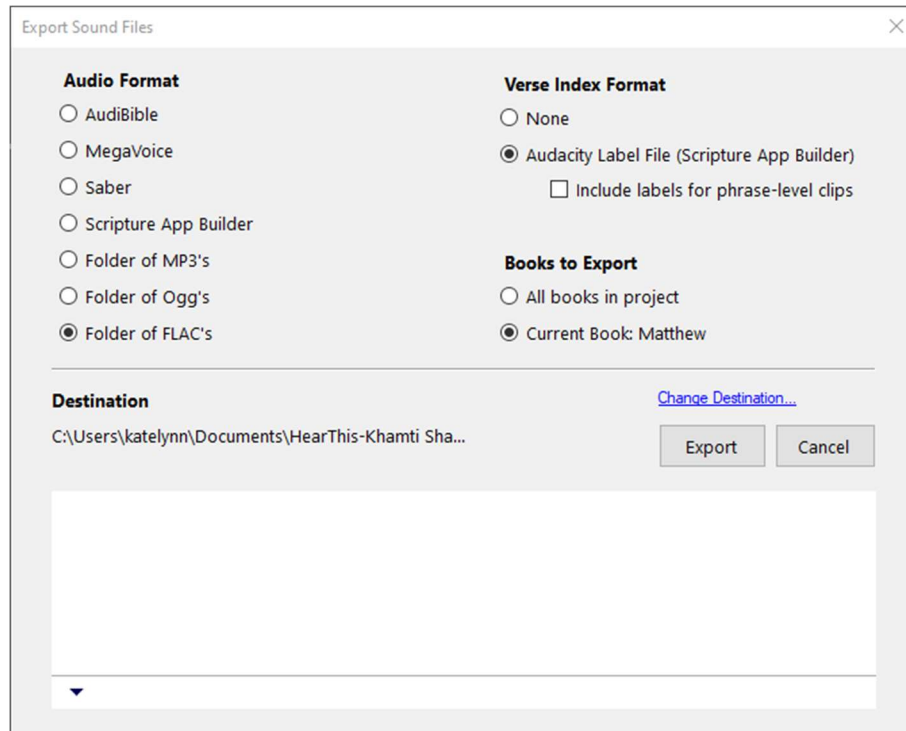 Export Sound Files
Audio Format
AudiBible
MegaVoice
Saber
Scripture App Builder
Folder of MP3's
Folder of Ogg's
Folder of FLAC's
Verse Index Format
None
Audacity Label File (Scripture App Builder)
Include labels for phrase-level clips
Books to Export
All books in project
Current Book: Matthew
Destination
Change Destination...
C:\Users\katelynn\Documents\HearThis-Khamti Sha...
Export
Cancel